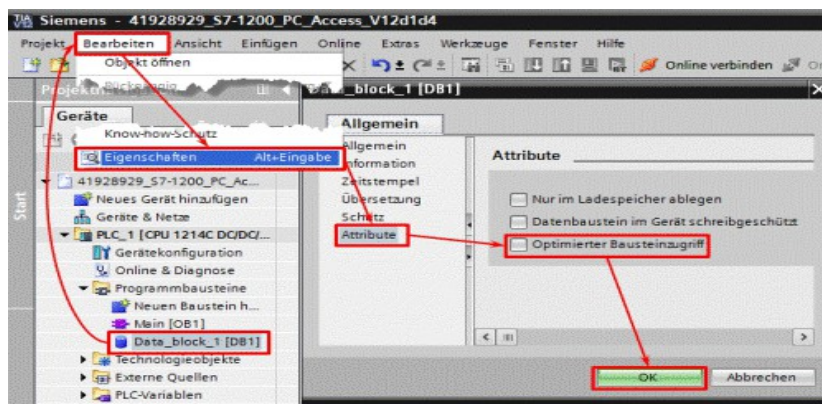 Siemens - 41928929_S7-1200_PC_Access_V12d1d4
Projekt Bearbeiten Ansicht Einfügen Online Extras Werkzeuge Fenster Hilfe
Objekt öffnen
Online verbinden
Data_block_1 [DB1]
Geräte
Know-how-Schutz
Eigenschaften Alt+Eingabe
41928929_S7-1200_PC_Ac...
Neues Gerät hinzufügen
Geräte & Netze
PLC_1 [CPU 1214C DC/DC/...
Gerätekonfiguration
Online & Diagnose
Programmbausteine
Neuen Baustein h...
Main [OB1]
Data_block_1 [DB1]
Technologieobjekte
Externe Quellen
PLC-Variablen
Start
Allgemein
Allgemein
Information
Zeitstempel
Übersetzung
Schutz
Attribute
Attribute
Nur im Ladespeicher ablegen
Datenbaustein im Gerät schreibgeschützt
Optimierter Bausteinzugriff
OK
Abbrechen